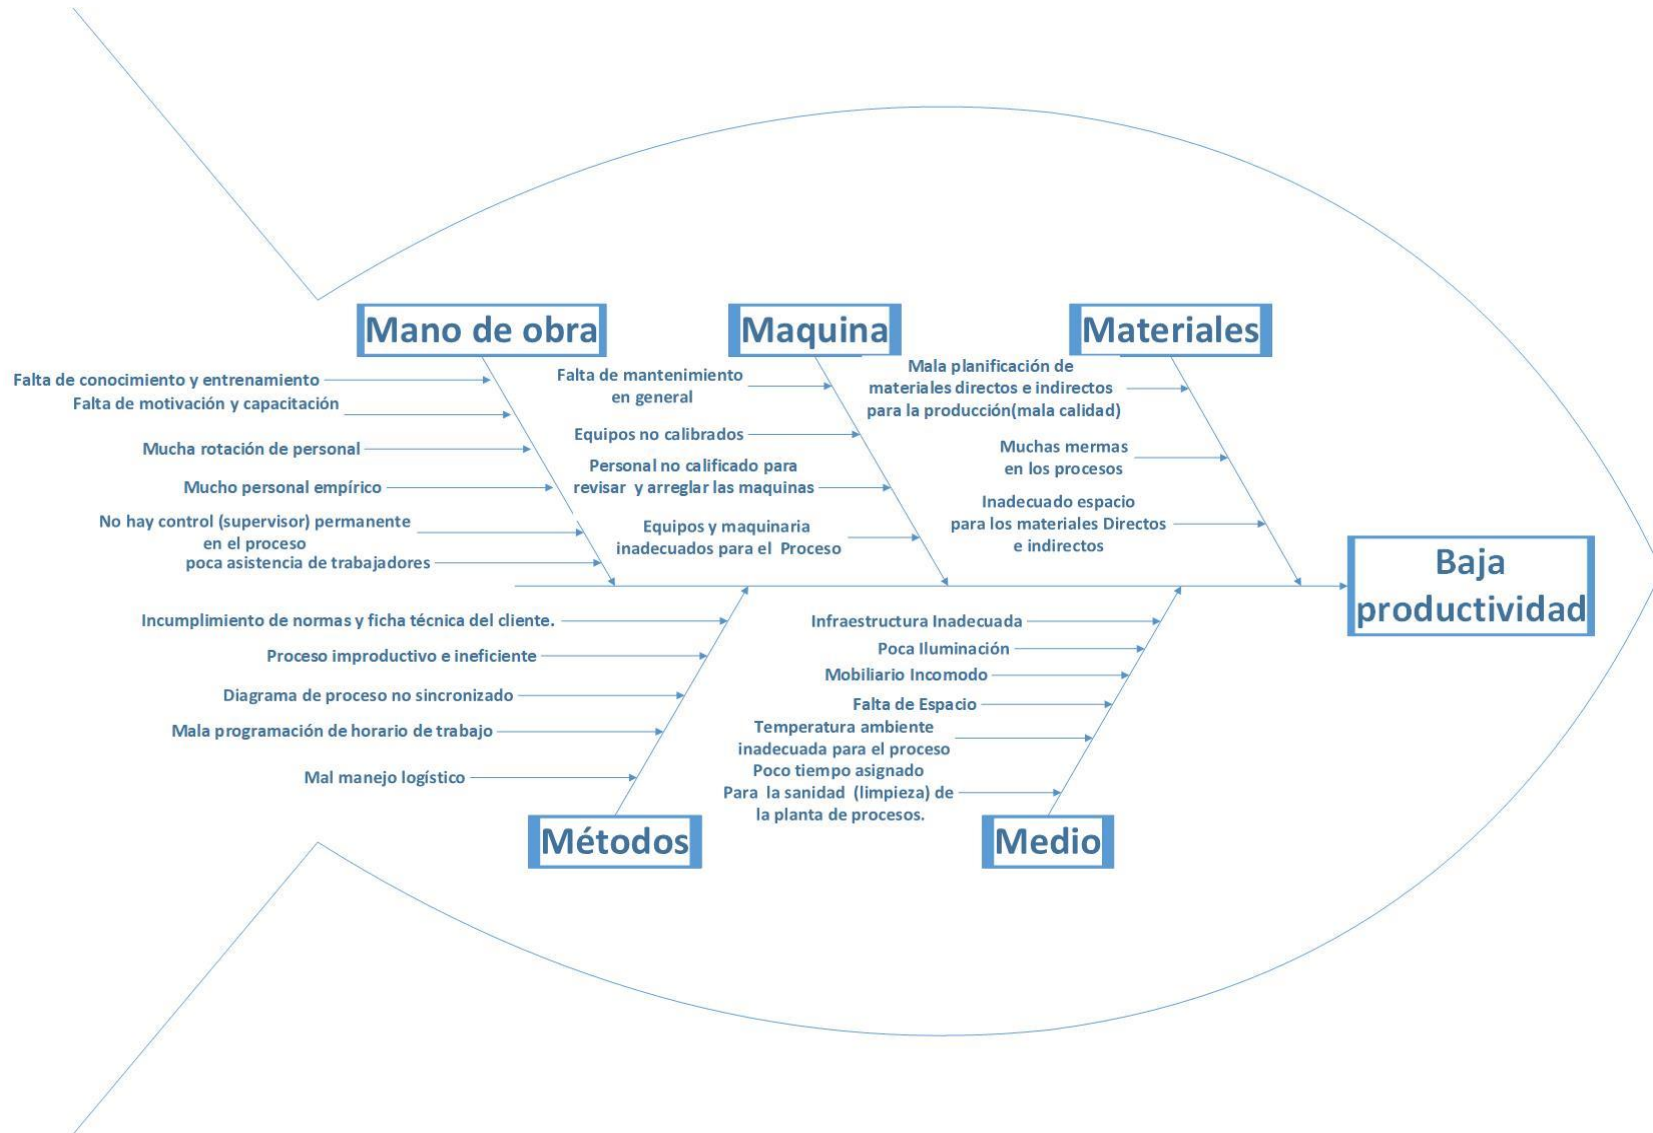 Mano de obra
Falta de conocimiento y entrenamiento
Falta de motivación y capacitación
Mucha rotación de personal
Mucho personal empírico
No hay control (supervisor) permanente
en el proceso
poca asistencia de trabajadores
Maquina
Falta de mantenimiento
en general
Equipos no calibrados
Personal no calificado para
revisar y arreglar las maquinas
Equipos y maquinaria
inadecuados para el Proceso
Materiales
Mala planificación de
materiales directos e indirectos
para la producción(mala calidad)
Muchas mermas
en los procesos
Inadecuado espacio
para los materiales Directos
e indirectos
Baja
productividad
Incumplimiento de normas y ficha técnica del cliente.
Proceso improductivo e ineficiente
Diagrama de proceso no sincronizado
Mala programación de horario de trabajo
Mal manejo logístico
Métodos
Infraestructura Inadecuada
Poca Iluminación
Mobiliario Incomodo
Falta de Espacio
Temperatura ambiente
inadecuada para el proceso
Poco tiempo asignado
Para la sanidad (limpieza) de
la planta de procesos.
Medio